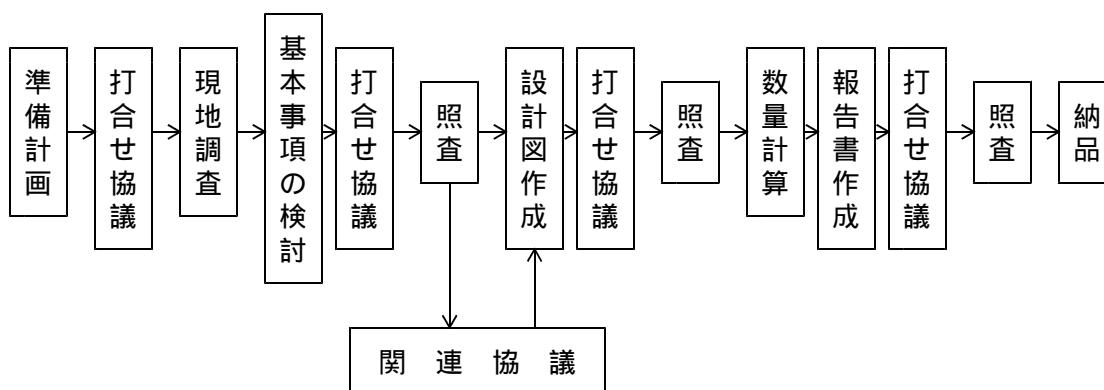 準備計画
打合せ協議
現地調査
基本事項の検討
打合せ協議
照査
設計図作成
打合せ協議
照査
数量計算
報告書作成
打合せ協議
照査
納品
関連協議